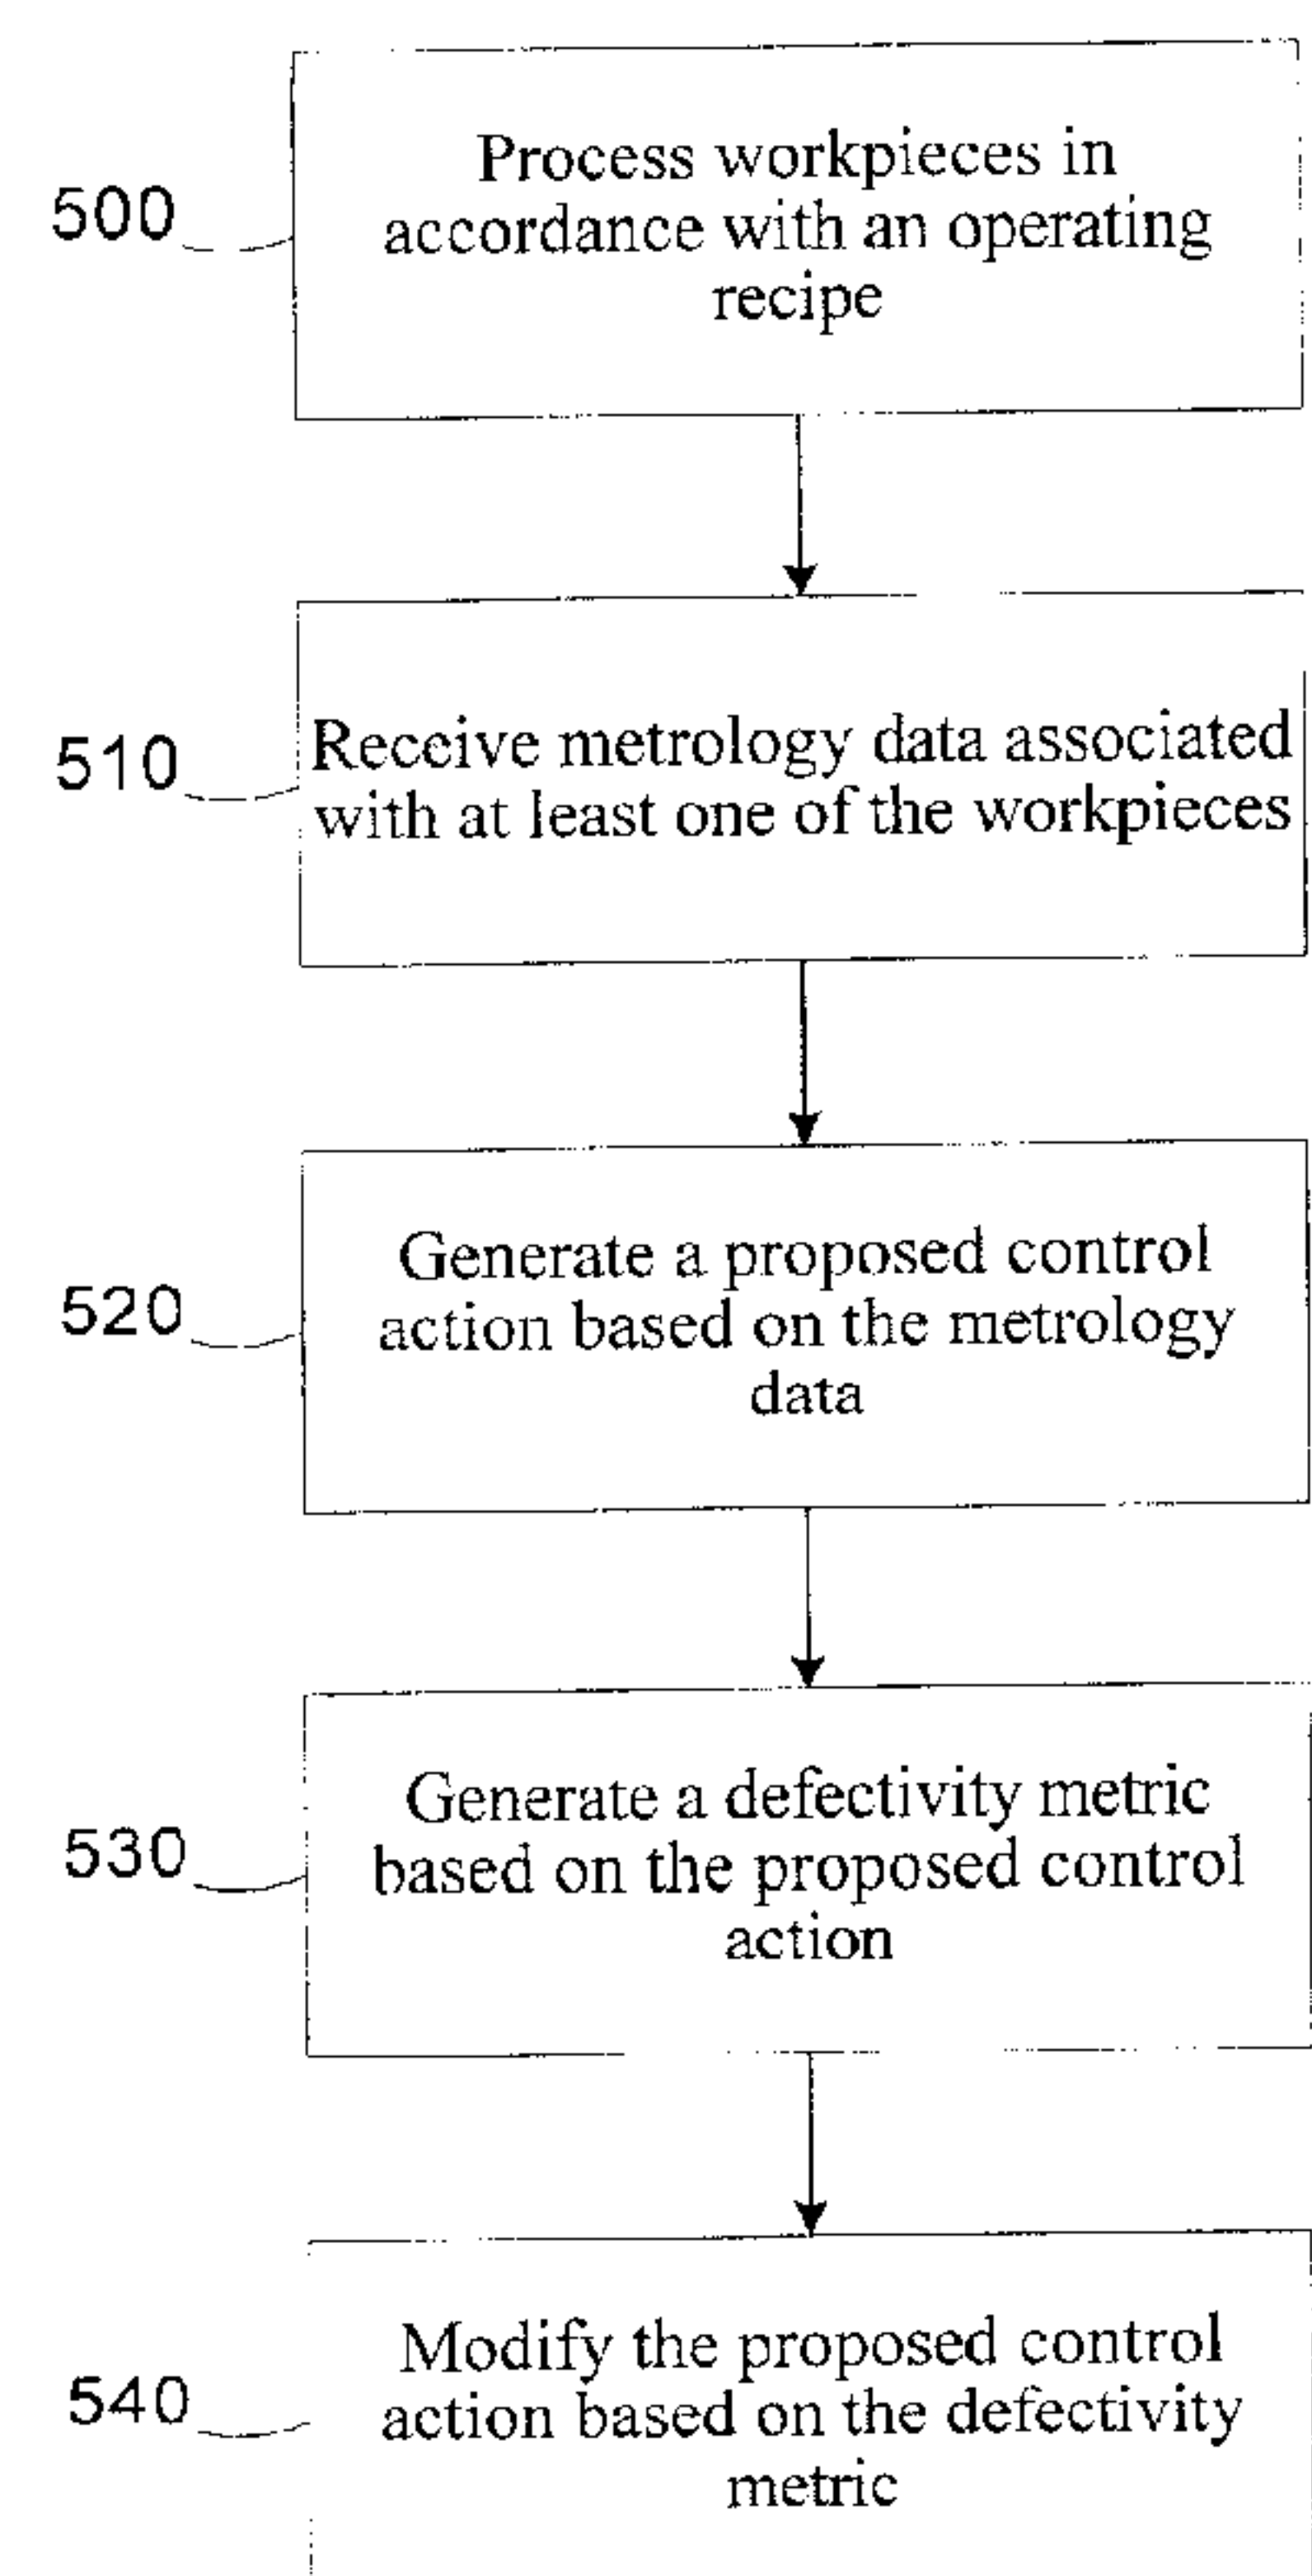 500
Process workpieces in
accordance with an operating
recipe
510
Receive metrology data associated
with at least one of the workpieces
520
Generate a proposed control
action based on the metrology
data
530
Generate a defectivity metric
based on the proposed control
action
540
Modify the proposed control
action based on the defectivity
metric